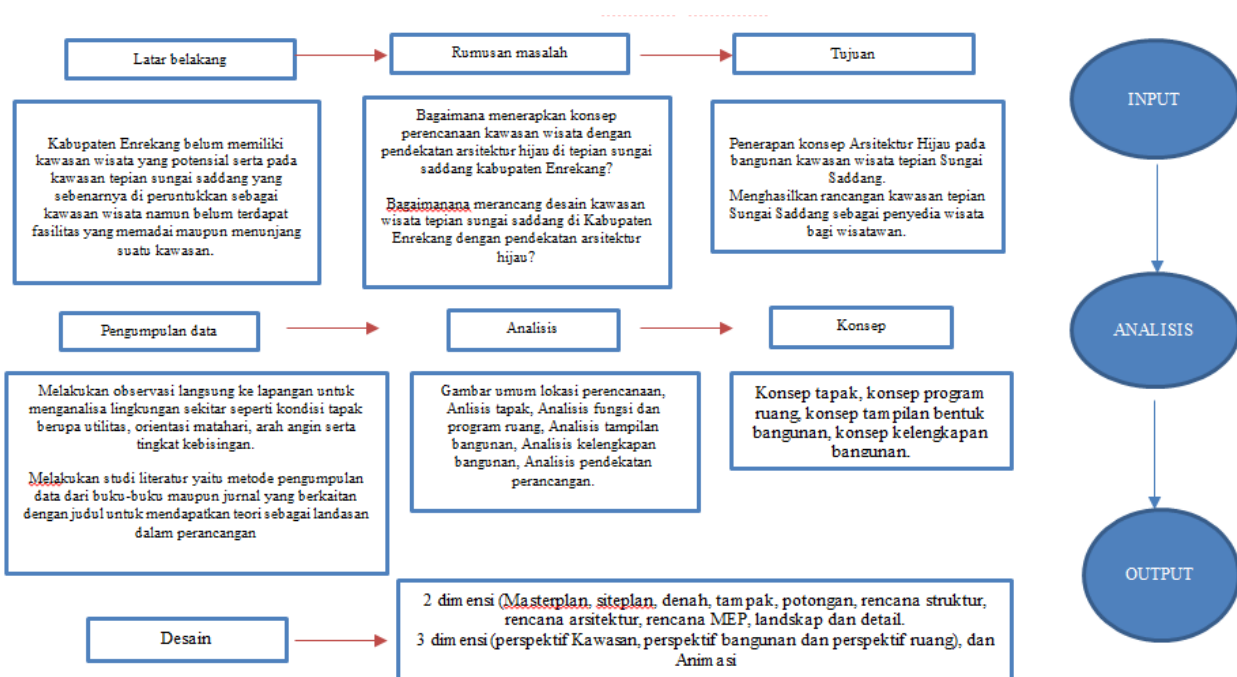 Latar belakang
Rumusan masalah
Tujuan
INPUT
Kabupaten Enrekang belum memiliki
kawasan wisata yang potensial serta pada
kawasan tepian sungai saddang yang
sebenarnya di peruntukkan sebagai
kawasan wisata namun belum terdapat
fasilitas yang memadai maupun menunjang
suatu kawasan.
Bagaimana menerapkan konsep
perencanaan kawasan wisata dengan
pendekatan arsitektur hijau di tepian sungai
saddang kabupaten Enrekang?
Bagaimanana merancang desain kawasan
wisata tepian sungai saddang di Kabupaten
Enrekang dengan pendekatan arsitektur
hijau?
Penerapan konsep Arsitektur Hijau pada
bangunan kawasan wisata tepian Sungai
Saddang.
Menghasilkan rancangan kawasan tepian
Sungai Saddang sebagai penyedia wisata
bagi wisatawan.
Pengumpulan data
Analisis
Konsep
ANALISIS
Melakukan observasi langsung ke lapangan untuk
menganalisa lingkungan sekitar seperti kondisi tapak
berupa utilitas, orientasi matahari, arah angin serta
tingkat kebisingan.
Melakukan studi literatur yaitu metode pengumpulan
data dari buku-buku maupun jurnal yang berkaitan
dengan judul untuk mendapatkan teori sebagai landasan
dalam perancangan
Gambar umum lokasi perencanaan,
Anlisis tapak, Analisis fungsi dan
program ruang, Analisis tampilan
bangunan, Analisis kelengkapan
bangunan, Analisis pendekatan
perancangan.
Konsep tapak, konsep program
ruang, konsep tampilan bentuk
bangunan, konsep kelengkapan
bangunan.
OUTPUT
Desain
2 dimensi (Masterplan, siteplan, denah, tampak, potongan, rencana struktur,
rencana arsitektur, rencana MEP, landskap dan detail.
3 dimensi (perspektif Kawasan, perspektif bangunan dan perspektif ruang), dan
Animasi